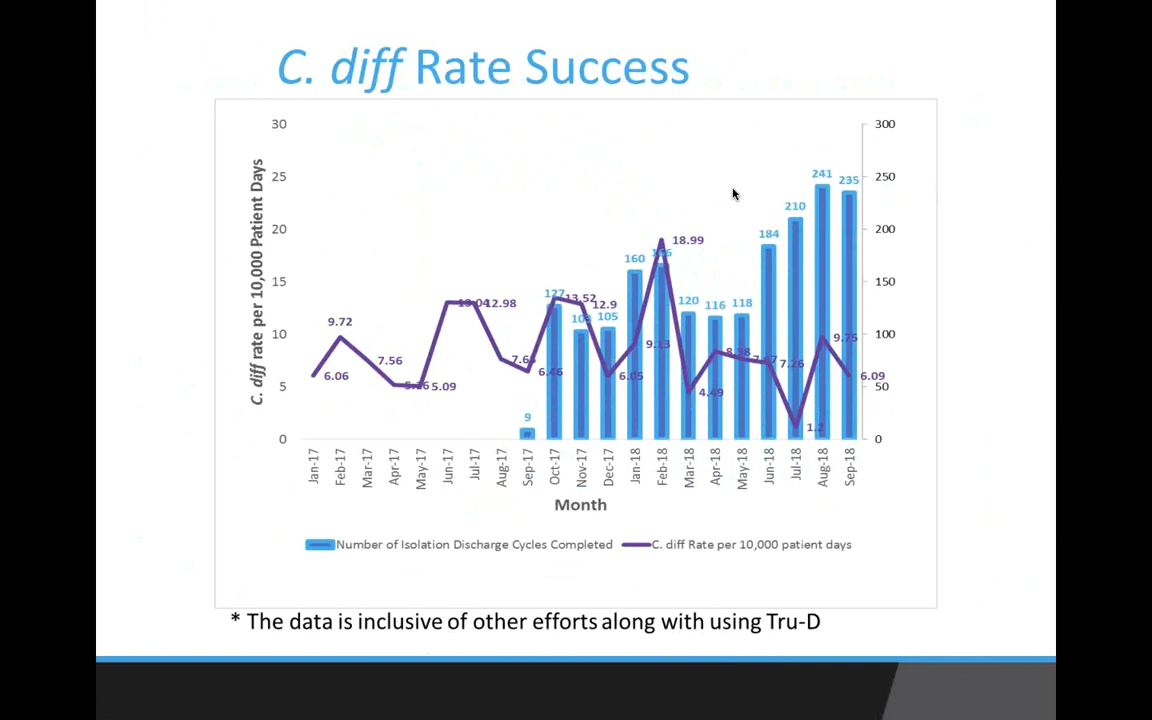 C. diff Rate Success
30
25
20
15
10
5
0
C. diff rate per 10,000 Patient Days
300
250
200
150
100
50
0
9
127
105
160
120
116
118
184
210
241
235
6.06
9.72
7.56
5.09
12.98
6.46
13.52
12.9
6.05
9.13
18.99
4.49
7.26
9.75
6.09
Jan-17
Feb-17
Mar-17
Apr-17
May-17
Jun-17
Jul-17
Aug-17
Sep-17
Oct-17
Nov-17
Dec-17
Jan-18
Feb-18
Mar-18
Apr-18
May-18
Jun-18
Jul-18
Aug-18
Sep-18
Month
Number of Isolation Discharge Cycles Completed
C. diff Rate per 10,000 patient days
* The data is inclusive of other efforts along with using Tru-D